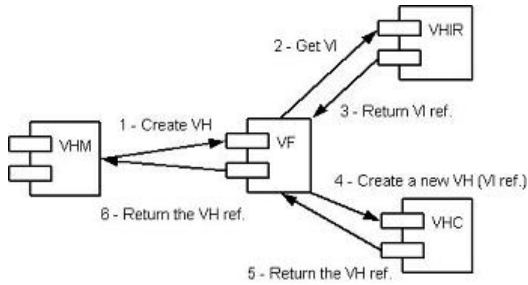 VHIR
2 - Get VI
3 - Return VI ref.
1 - Create VH
VHM
VF
4 - Create a new VH (VI ref.)
6 - Return the VH ref.
VHC
5 - Return the VH ref.